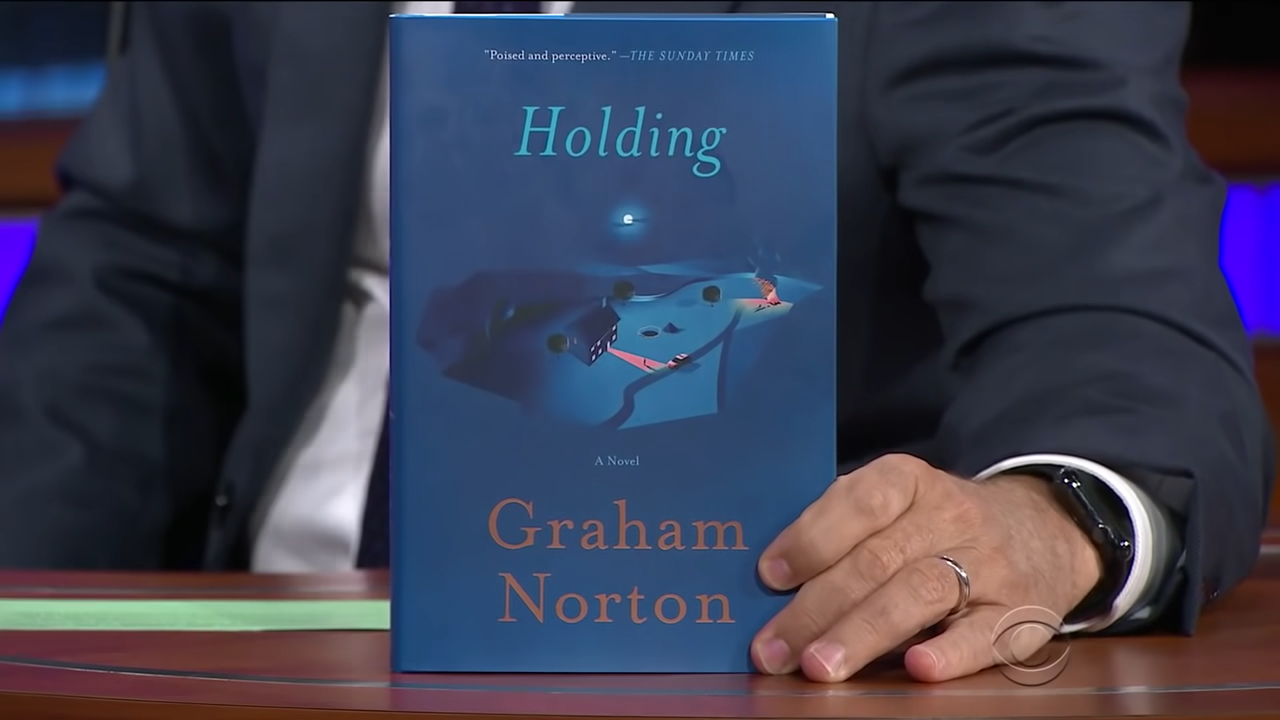 "Poised and perceptive." —THE SUNDAY TIMES
Holding
A Novel
Graham
Norton